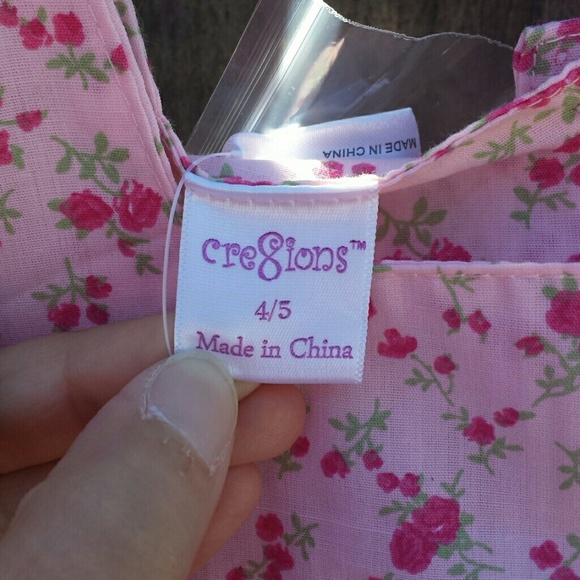 MADE IN CHINA
cre8ions™
4/5
Made in China